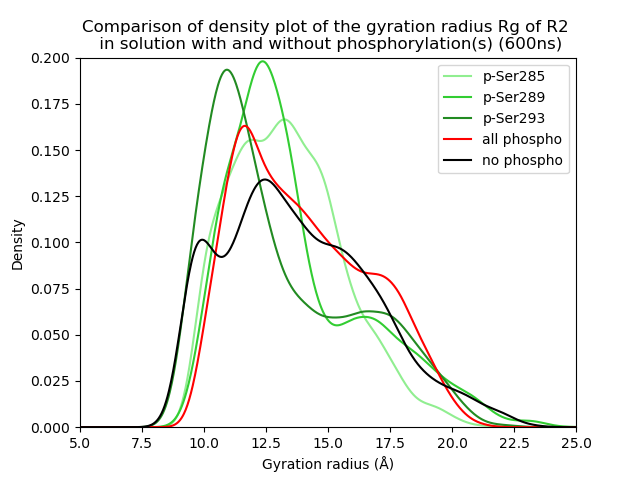 Comparison of density plot of the gyration radius Rg of R2
in solution with and without phosphorylation(s) (600ns)
0.200
0.175
0.150
0.125
0.100
0.075
0.050
0.025
0.000
Density
p-Ser285
p-Ser289
p-Ser293
all phospho
no phospho
5.0 7.5 10.0 12.5 15.0 17.5 20.0 22.5 25.0
Gyration radius (Å)